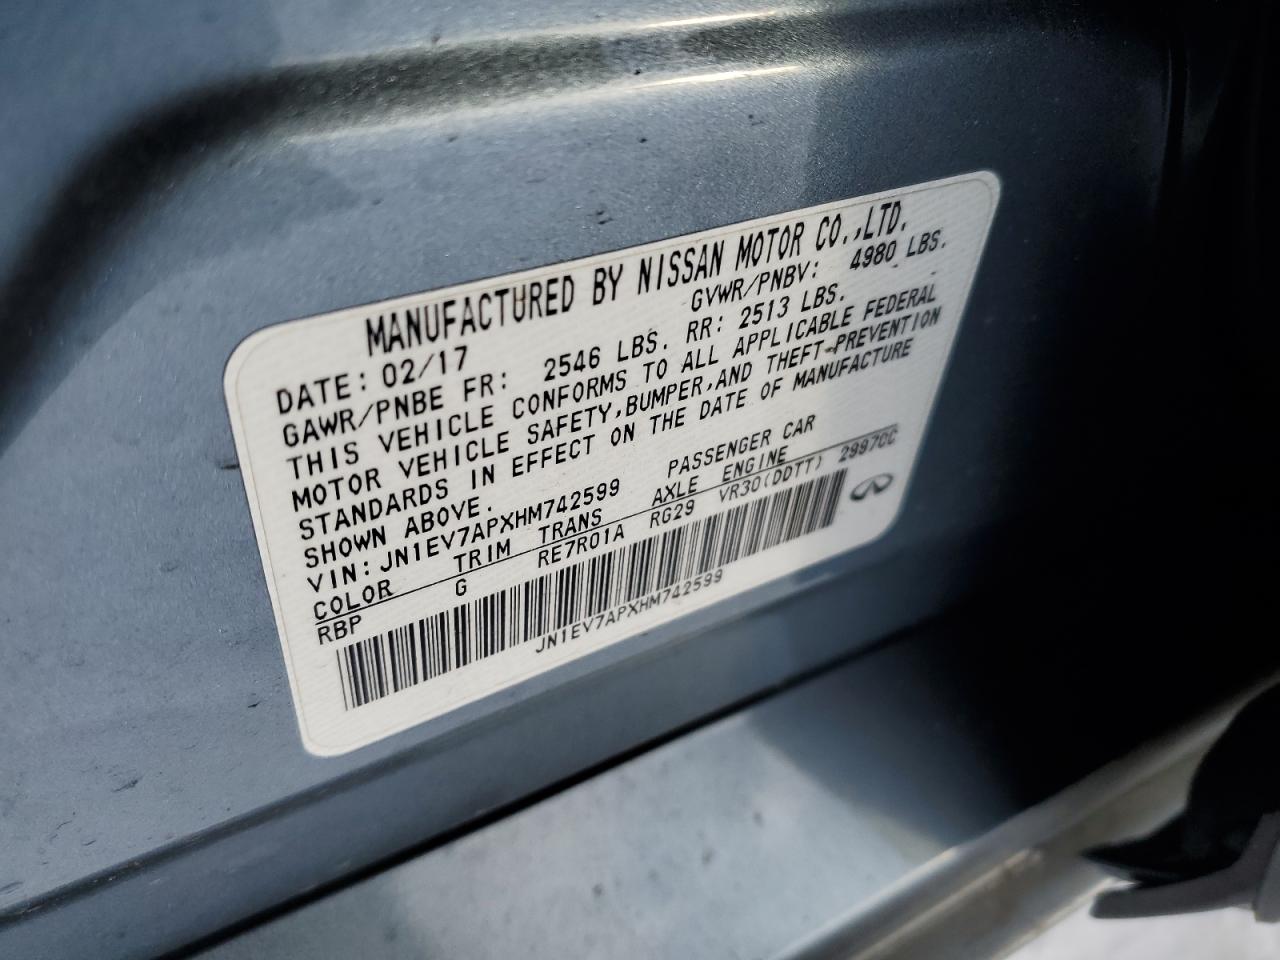 MANUFACTURED BY NISSAN MOTOR CO.,LTD.
DATE: 02/17 GVWR/PNBV: 4980 LBS.
GAWR/PNBE FR: 2546 LBS. RR: 2513 LBS.
THIS VEHICLE CONFORMS TO ALL APPLICABLE FEDERAL
MOTOR VEHICLE SAFETY,BUMPER,AND THEFT PREVENTION
STANDARDS IN EFFECT ON THE DATE OF MANUFACTURE
SHOWN ABOVE.
VIN: JN1EV7APXHM742599 PASSENGER CAR
COLOR TRIM TRANS AXLE ENGINE
RBP G RE7R01A RG29 VR30(DDTT) 2997CC
JN1EV7APXHM742599